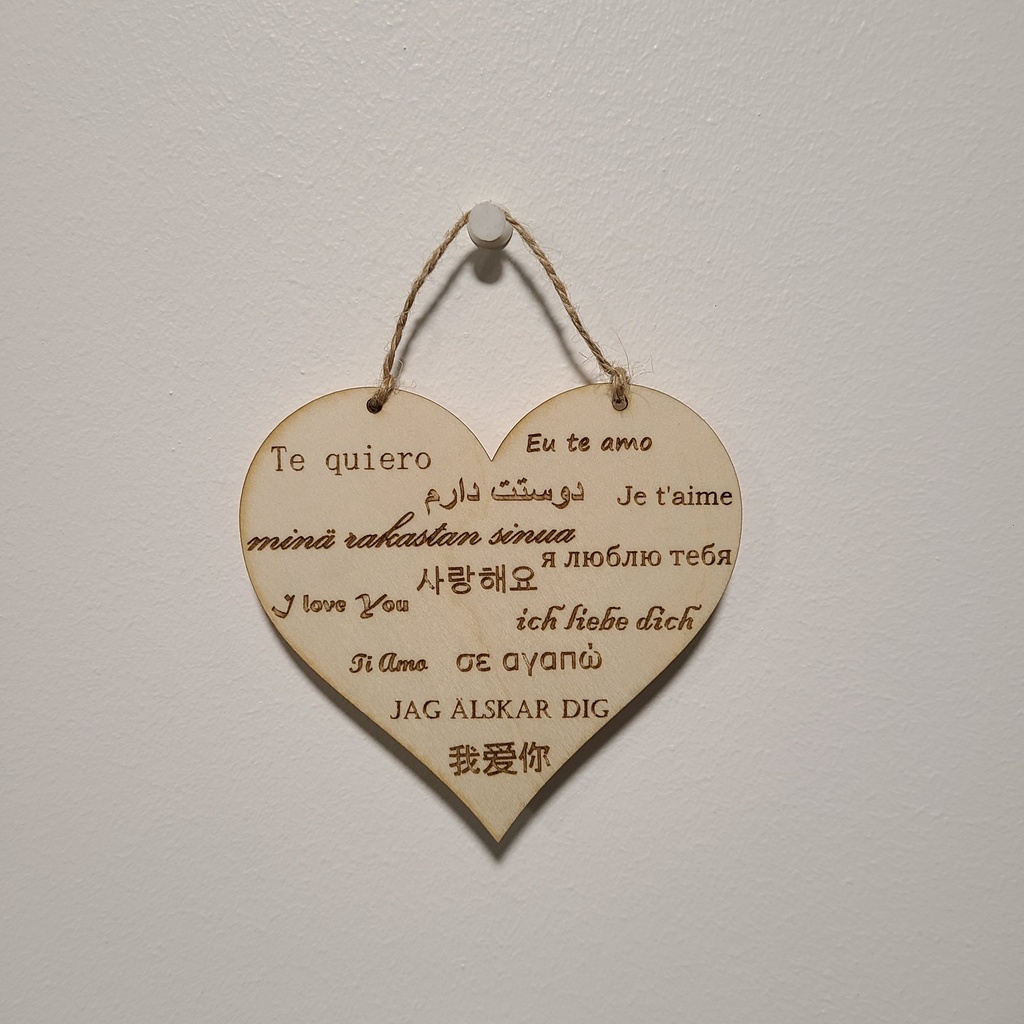 Te quiero
Eu te amo
دوستت دارم
Je t'aime
minä rakastan sinua
я люблю тебя
사랑해요
I love You
ich liebe dich
Ti Amo
σε αγαπώ
JAG ÄLSKAR DIG
我爱你